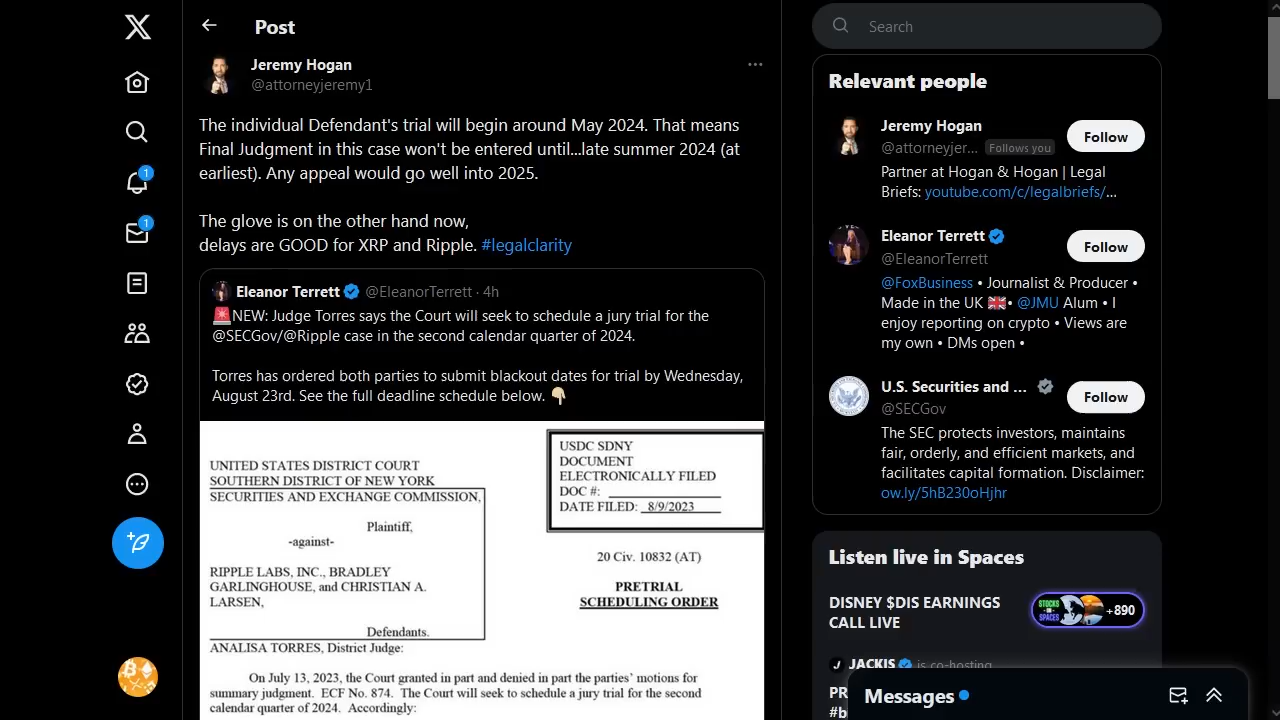 Post
Jeremy Hogan
@attorneyjeremy1
The individual Defendant's trial will begin around May 2024. That means
Final Judgment in this case won't be entered until...late summer 2024 (at
earliest). Any appeal would go well into 2025.
The glove is on the other hand now,
delays are GOOD for XRP and Ripple. #legalclarity
Eleanor Terrett @EleanorTerrett · 4h
🚨NEW: Judge Torres says the Court will seek to schedule a jury trial for the
@SECGov/@Ripple case in the second calendar quarter of 2024.
Torres has ordered both parties to submit blackout dates for trial by Wednesday,
August 23rd. See the full deadline schedule below. 👇🏼
USDC SDNY
DOCUMENT
ELECTRONICALLY FILED
DOC #:
DATE FILED: 8/9/2023
UNITED STATES DISTRICT COURT
SOUTHERN DISTRICT OF NEW YORK
SECURITIES AND EXCHANGE COMMISSION,
Plaintiff,
-against-
RIPPLE LABS, INC., BRADLEY
GARLINGHOUSE, and CHRISTIAN A.
LARSEN,
Defendants.
20 Civ. 10832 (AT)
PRETRIAL
SCHEDULING ORDER
ANALISA TORRES, District Judge:
On July 13, 2023, the Court granted in part and denied in part the parties' motions for
summary judgment. ECF No. 874. The Court will seek to schedule a jury trial for the second
calendar quarter of 2024. Accordingly:
1
1
Search
Relevant people
Jeremy Hogan
@attorneyjer... Follows you
Follow
Partner at Hogan & Hogan | Legal
Briefs: youtube.com/c/legalbriefs/...
Eleanor Terrett
@EleanorTerrett
Follow
@FoxBusiness • Journalist & Producer •
Made in the UK 🇬🇧• @JMU Alum • I
enjoy reporting on crypto • Views are
my own • DMs open •
U.S. Securities and ...
@SECGov
Follow
The SEC protects investors, maintains
fair, orderly, and efficient markets, and
facilitates capital formation. Disclaimer:
ow.ly/5hB230oHjhr
Listen live in Spaces
DISNEY $DIS EARNINGS
CALL LIVE
STOCKS
ON
SPACES
+890
JACKIS is co-hosting
PR
#b
Messages